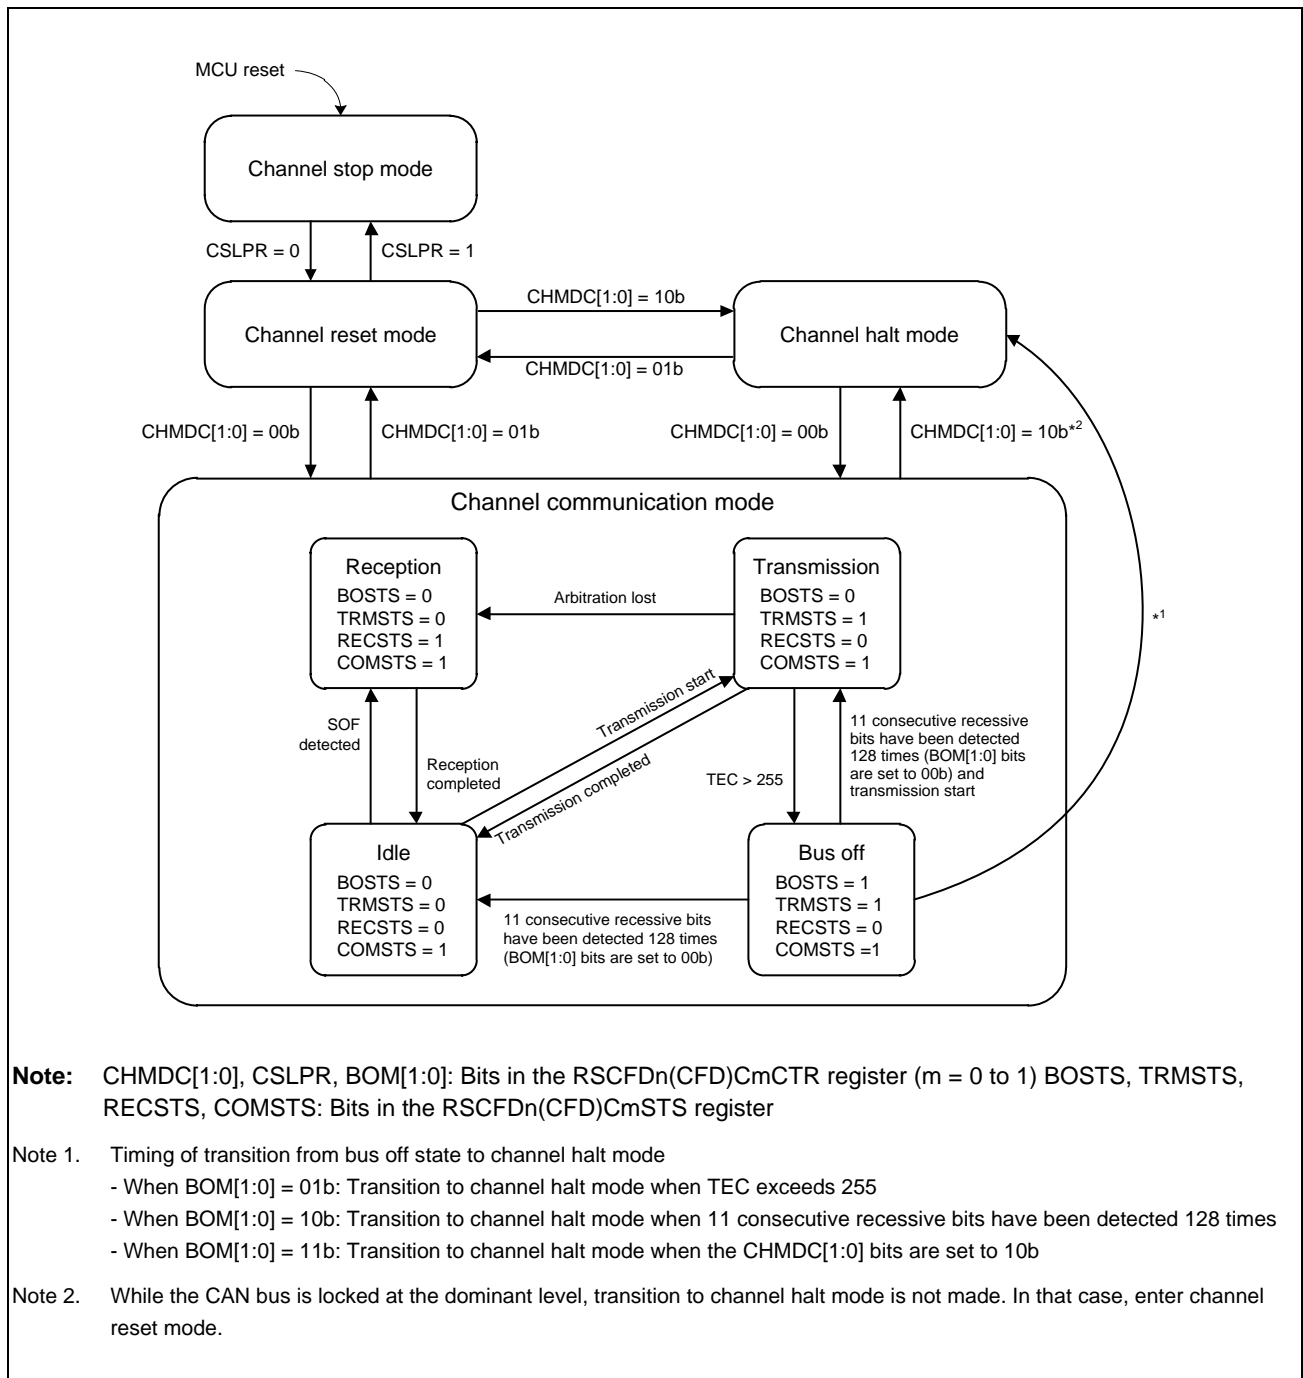 MCU reset
Channel stop mode
CSLPR = 0
CSLPR = 1
CHMDC[1:0] = 10b
Channel reset mode
Channel halt mode
CHMDC[1:0] = 01b
CHMDC[1:0] = 00b
CHMDC[1:0] = 01b
CHMDC[1:0] = 00b
CHMDC[1:0] = 10b*2
Channel communication mode
Reception
BOSTS = 0
TRMSTS = 0
RECSTS = 1
COMSTS = 1
Arbitration lost
Transmission
BOSTS = 0
TRMSTS = 1
RECSTS = 0
COMSTS = 1
*1
SOF
detected
Reception
completed
Transmission start
Transmission completed
TEC > 255
11 consecutive recessive
bits have been detected
128 times (BOM[1:0] bits
are set to 00b) and
transmission start
Idle
BOSTS = 0
TRMSTS = 0
RECSTS = 0
COMSTS = 1
11 consecutive recessive bits
have been detected 128 times
(BOM[1:0] bits are set to 00b)
Bus off
BOSTS = 1
TRMSTS = 1
RECSTS = 0
COMSTS =1
Note: CHMDC[1:0], CSLPR, BOM[1:0]: Bits in the RSCFDn(CFD)CmCTR register (m = 0 to 1) BOSTS, TRMSTS,
RECSTS, COMSTS: Bits in the RSCFDn(CFD)CmSTS register
Note 1. Timing of transition from bus off state to channel halt mode
- When BOM[1:0] = 01b: Transition to channel halt mode when TEC exceeds 255
- When BOM[1:0] = 10b: Transition to channel halt mode when 11 consecutive recessive bits have been detected 128 times
- When BOM[1:0] = 11b: Transition to channel halt mode when the CHMDC[1:0] bits are set to 10b
Note 2. While the CAN bus is locked at the dominant level, transition to channel halt mode is not made. In that case, enter channel
reset mode.